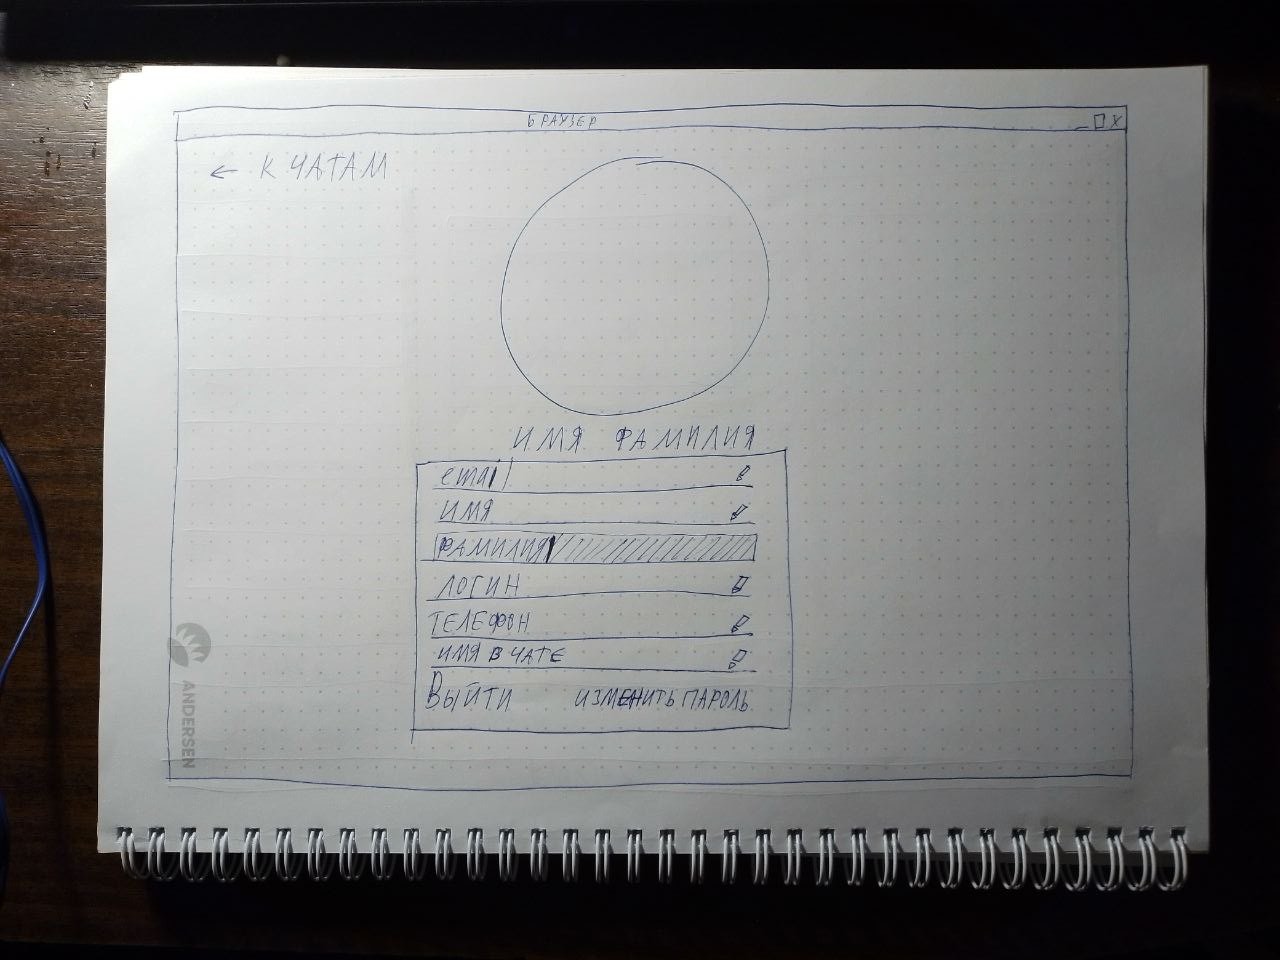 БРАУЗЕР _ □ X
← К ЧАТАМ
ИМЯ ФАМИЛИЯ
email
ИМЯ
ФАМИЛИЯ
ЛОГИН
ТЕЛЕФОН
ИМЯ В ЧАТЕ
ВЫЙТИ ИЗМЕНИТЬ ПАРОЛЬ
ANDERSEN